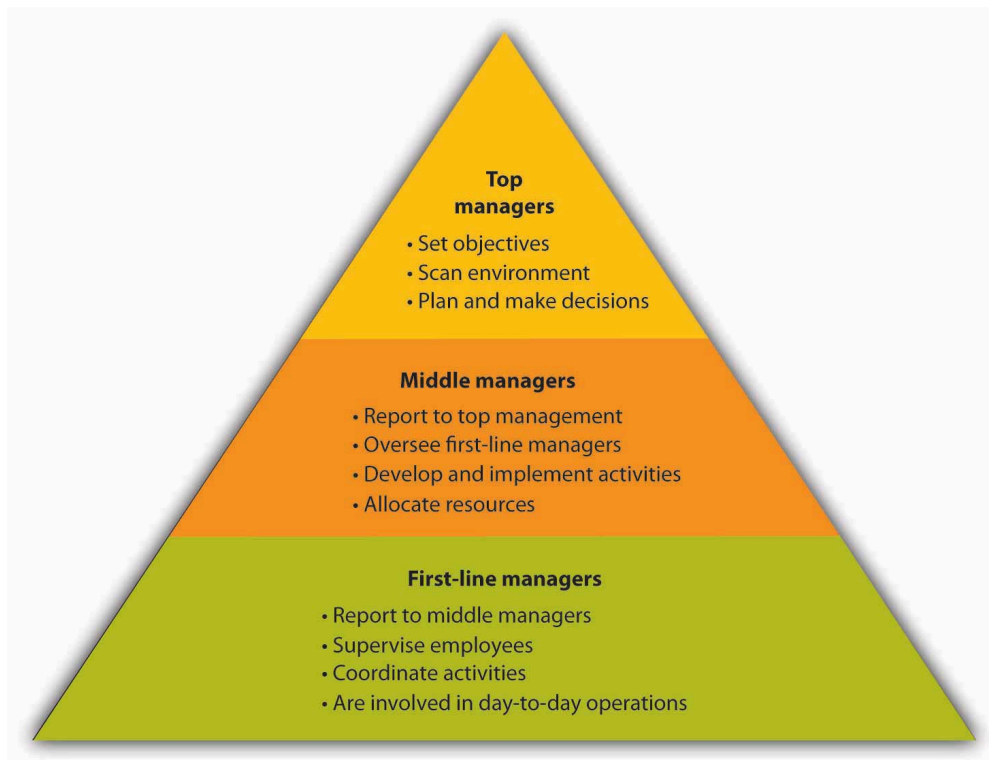 Top
managers
• Set objectives
• Scan environment
• Plan and make decisions
Middle managers
• Report to top management
• Oversee first-line managers
• Develop and implement activities
• Allocate resources
First-line managers
• Report to middle managers
• Supervise employees
• Coordinate activities
• Are involved in day-to-day operations